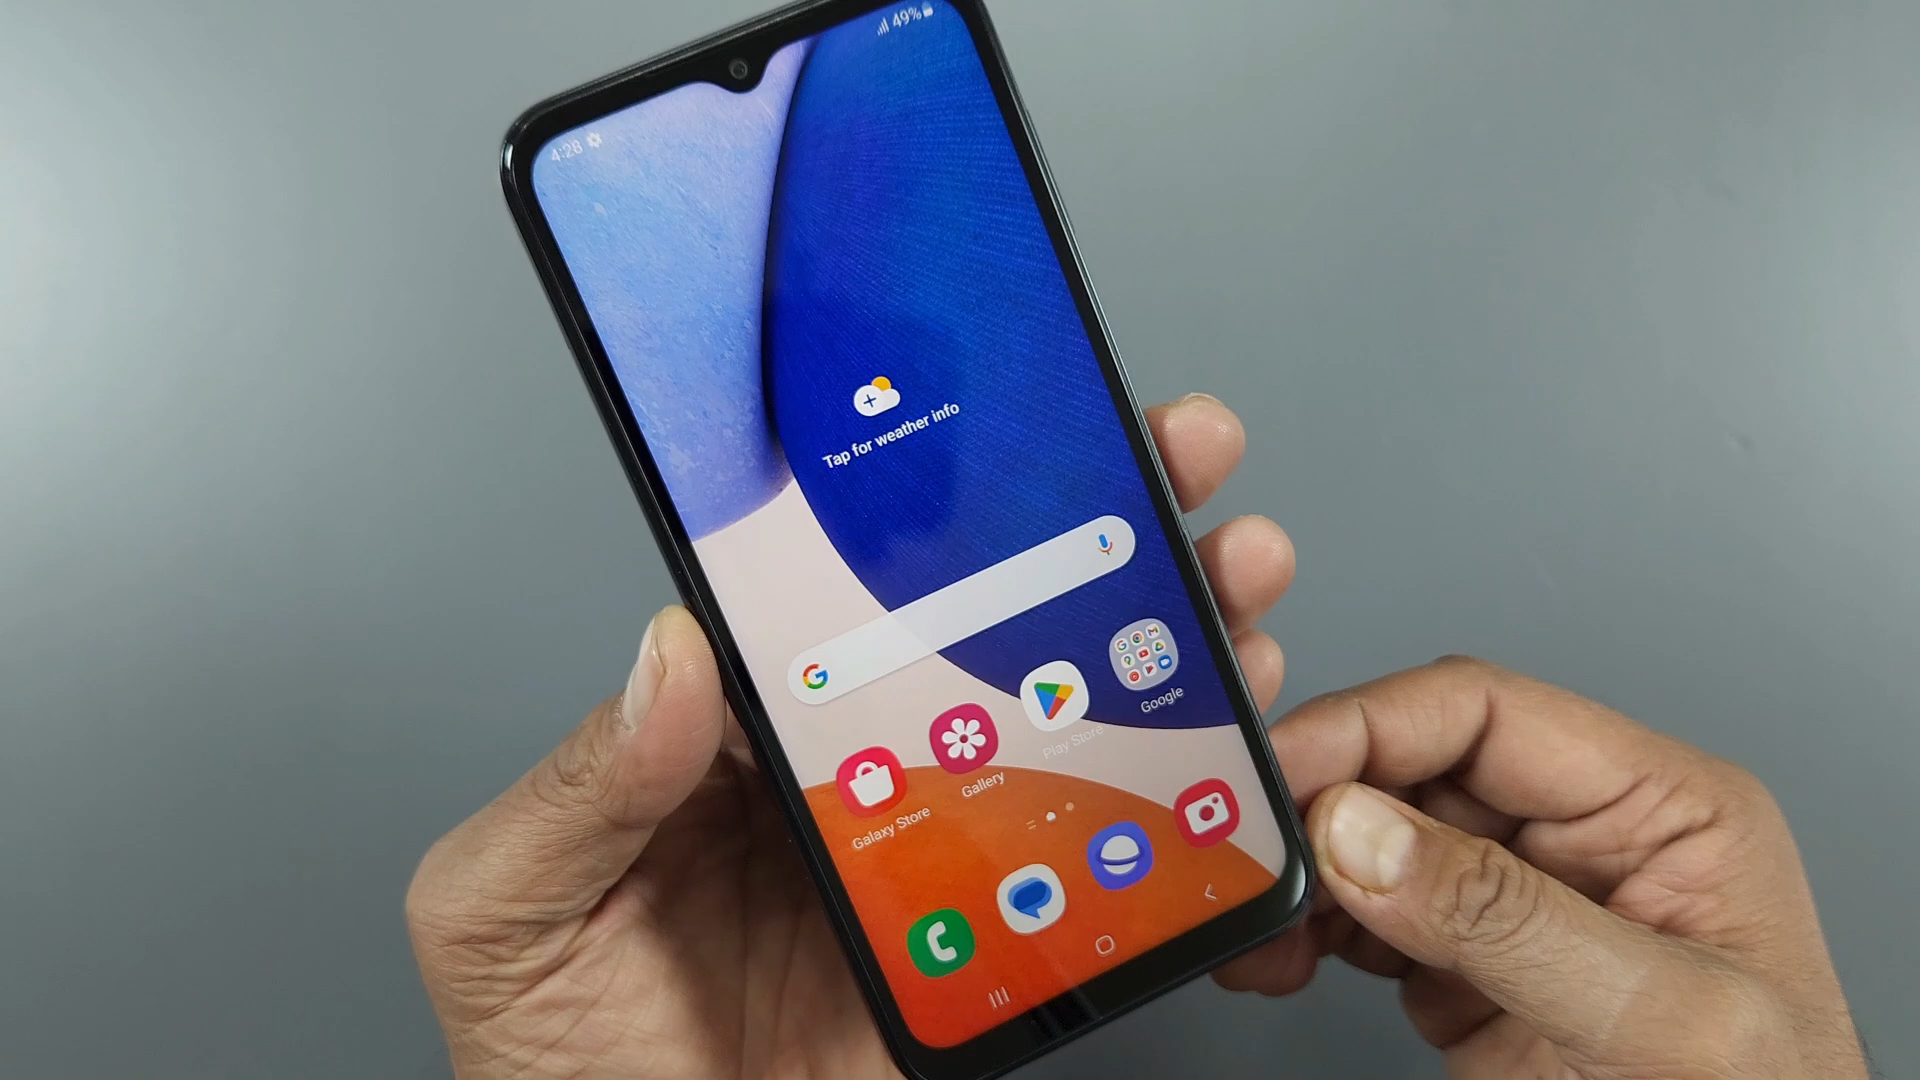 4:28
49%
Tap for weather info
Galaxy Store
Gallery
Play Store
Google